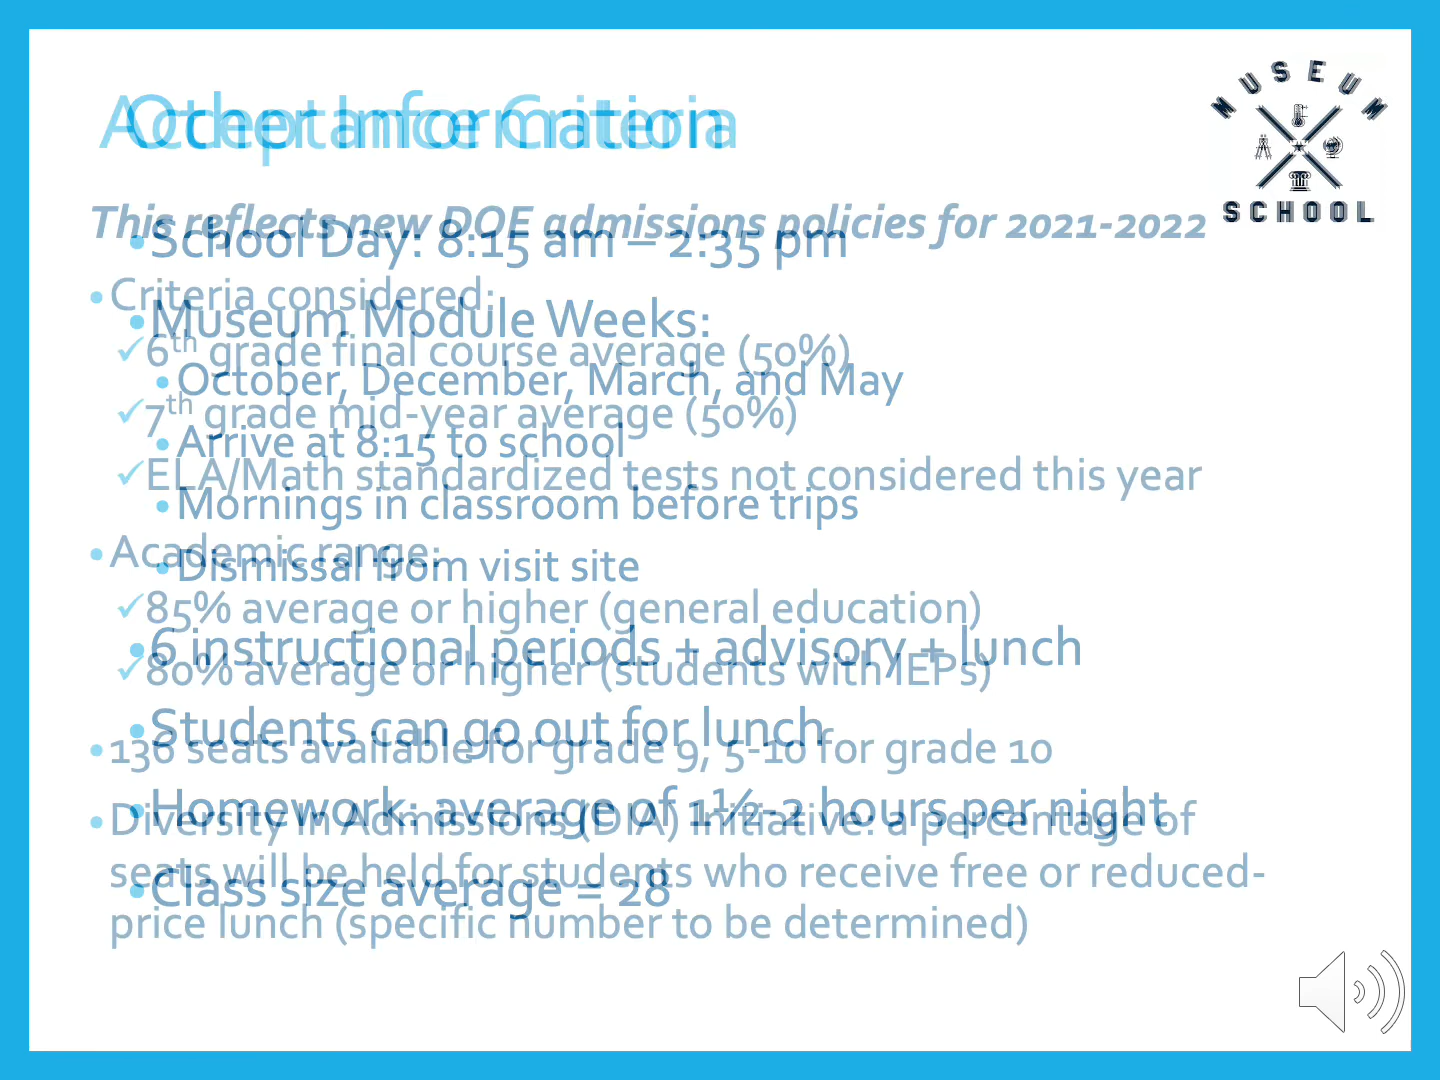 MUSEUM
SCHOOL
Acceptance Criteria
This reflects new DOE admissions policies for 2021-2022
• Criteria considered:
✓ 6th grade final course average (50%)
✓ 7th grade mid-year average (50%)
✓ ELA/Math standardized tests not considered this year
• Academic range:
✓ 85% average or higher (general education)
✓ 80% average or higher (students with IEPs)
• 136 seats available for grade 9, 5-10 for grade 10
• Diversity in Admissions (DIA) Initiative: a percentage of
seats will be held for students who receive free or reduced-
price lunch (specific number to be determined)
Other Information
• School Day: 8:15 am – 2:35 pm
• Museum Module Weeks:
• October, December, March, and May
• Arrive at 8:15 to school
• Mornings in classroom before trips
• Dismissal from visit site
• 6 instructional periods + advisory + lunch
• Students can go out for lunch
• Homework: average of 1½-2 hours per night
• Class size average = 28